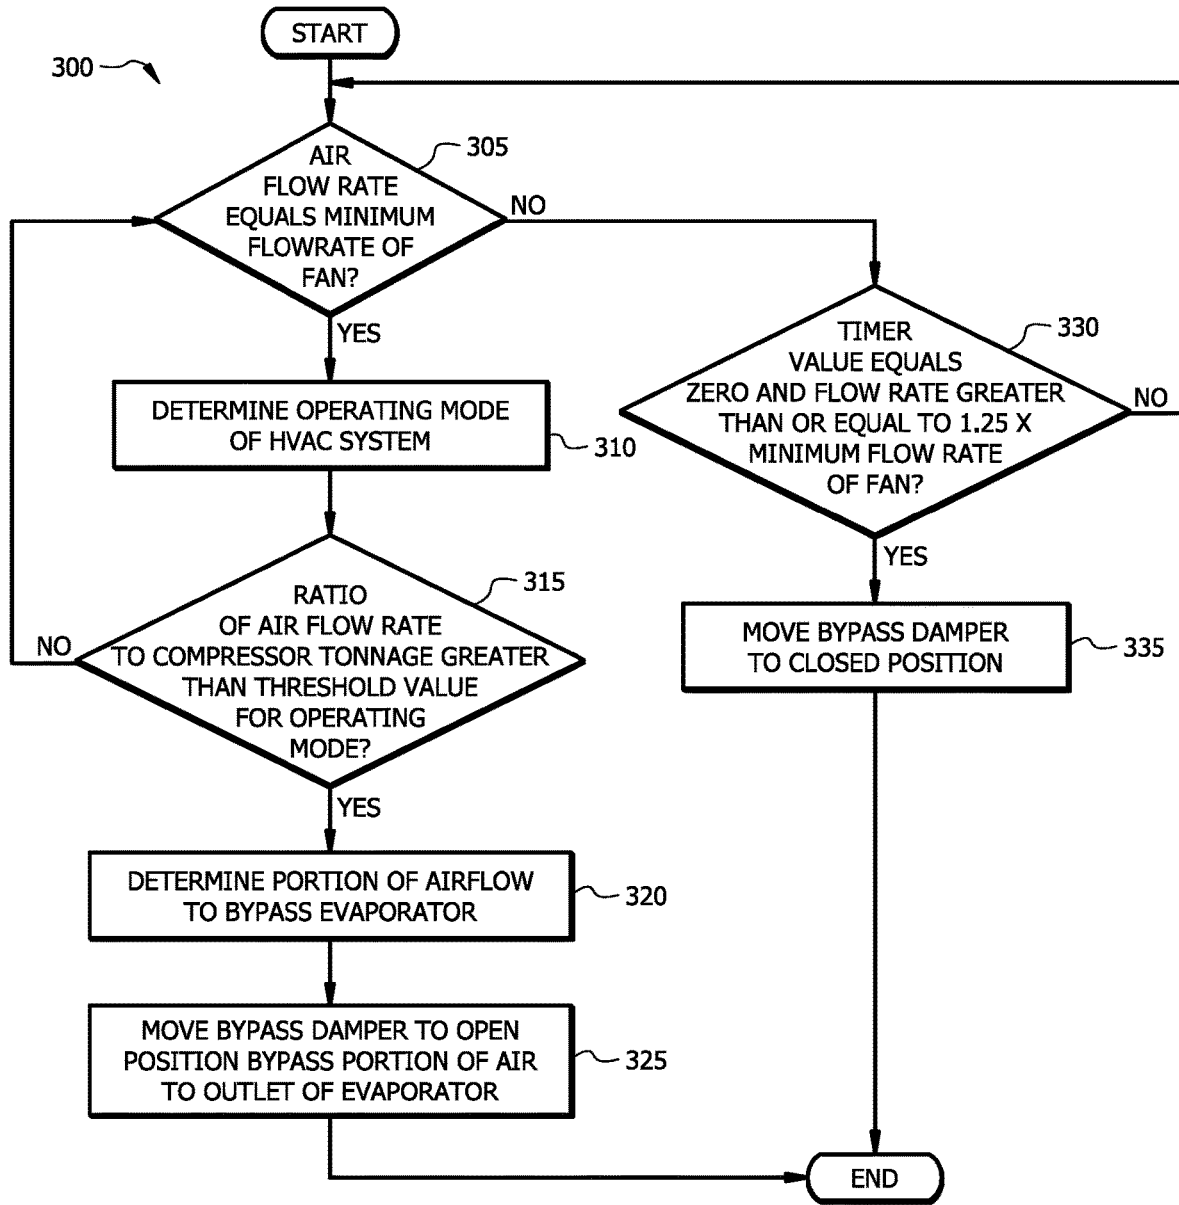 START
300
AIR
FLOW RATE
EQUALS MINIMUM
FLOWRATE OF
FAN?
305
NO
YES
DETERMINE OPERATING MODE
OF HVAC SYSTEM
310
RATIO
OF AIR FLOW RATE
TO COMPRESSOR TONNAGE GREATER
THAN THRESHOLD VALUE
FOR OPERATING
MODE?
315
NO
YES
DETERMINE PORTION OF AIRFLOW
TO BYPASS EVAPORATOR
320
MOVE BYPASS DAMPER TO OPEN
POSITION BYPASS PORTION OF AIR
TO OUTLET OF EVAPORATOR
325
TIMER
VALUE EQUALS
ZERO AND FLOW RATE GREATER
THAN OR EQUAL TO 1.25 X
MINIMUM FLOW RATE
OF FAN?
330
NO
YES
MOVE BYPASS DAMPER
TO CLOSED POSITION
335
END